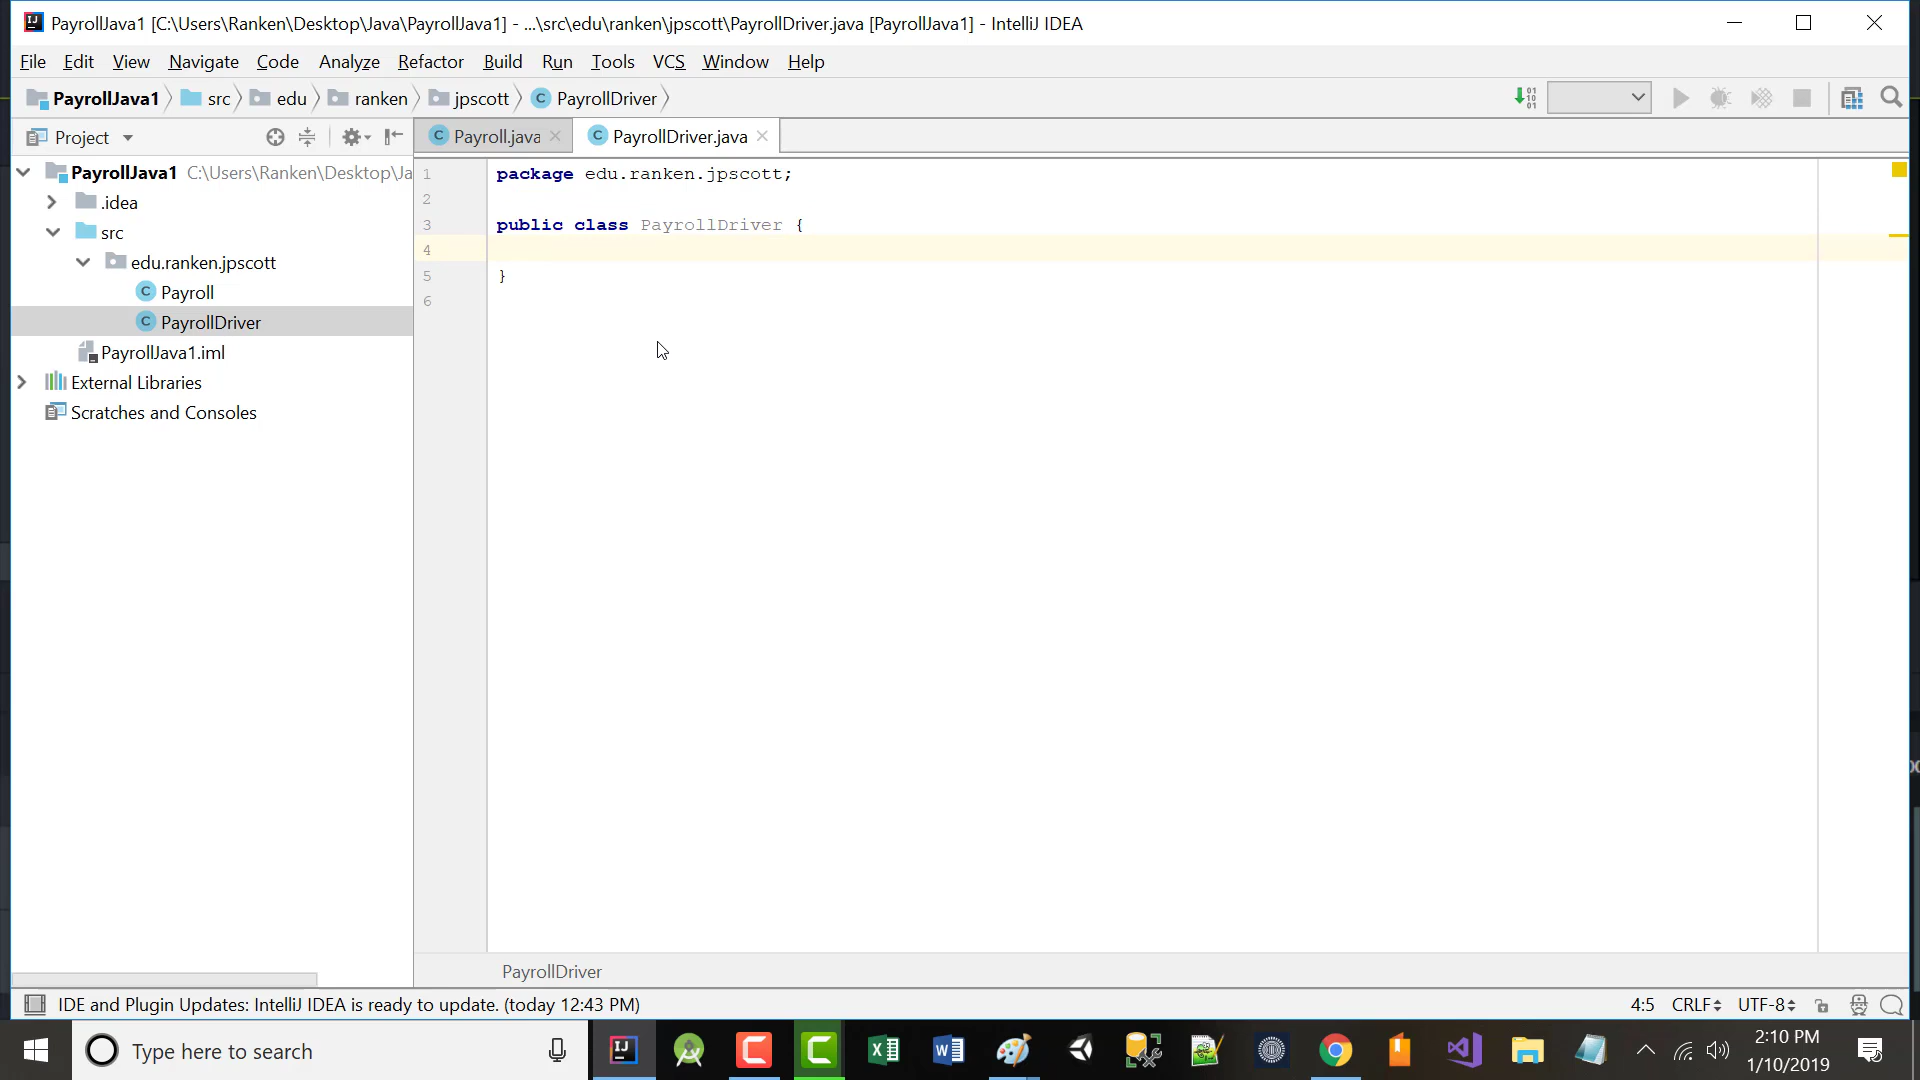 PayrollJava1 [C:\Users\Ranken\Desktop\Java\PayrollJava1] - ...\src\edu\ranken\jpscott\PayrollDriver.java [PayrollJava1] - IntelliJ IDEA
File Edit View Navigate Code Analyze Refactor Build Run Tools VCS Window Help
PayrollJava1 src edu ranken jpscott PayrollDriver
Project
Payroll.java PayrollDriver.java
PayrollJava1 C:\Users\Ranken\Desktop\Ja
.idea
src
edu.ranken.jpscott
Payroll
PayrollDriver
PayrollJava1.iml
External Libraries
Scratches and Consoles
1 package edu.ranken.jpscott;
2
3 public class PayrollDriver {
4
5 }
6
PayrollDriver
IDE and Plugin Updates: IntelliJ IDEA is ready to update. (today 12:43 PM) 4:5 CRLF UTF-8
Type here to search
2:10 PM
1/10/2019